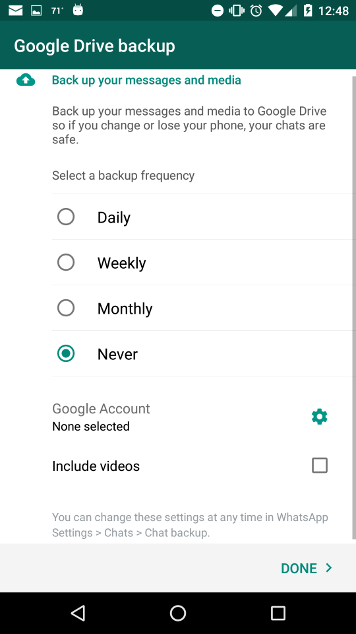 71°
12:48
Google Drive backup
Back up your messages and media
Back up your messages and media to Google Drive
so if you change or lose your phone, your chats are
safe.
Select a backup frequency
Daily
Weekly
Monthly
Never
Google Account
None selected
Include videos
You can change these settings at any time in WhatsApp
Settings > Chats > Chat backup.
DONE >